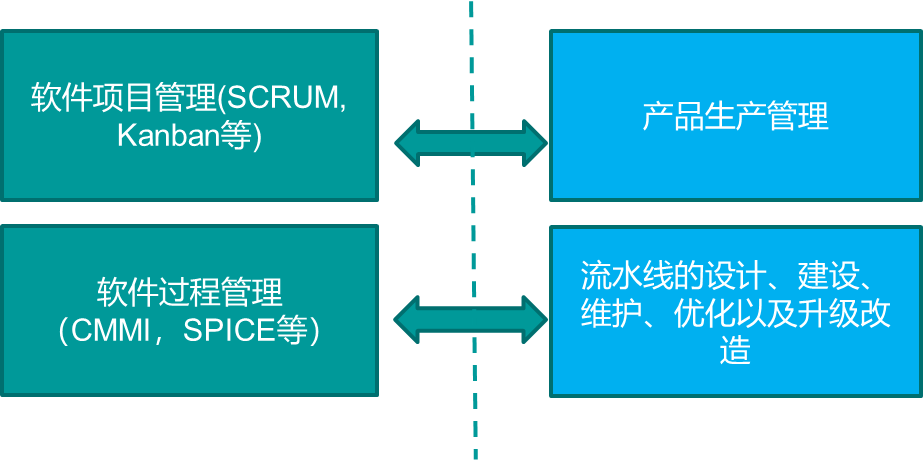 软件项目管理(SCRUM,
Kanban等)
产品生产管理
软件过程管理
（CMMI，SPICE等）
流水线的设计、建设、
维护、优化以及升级改
造